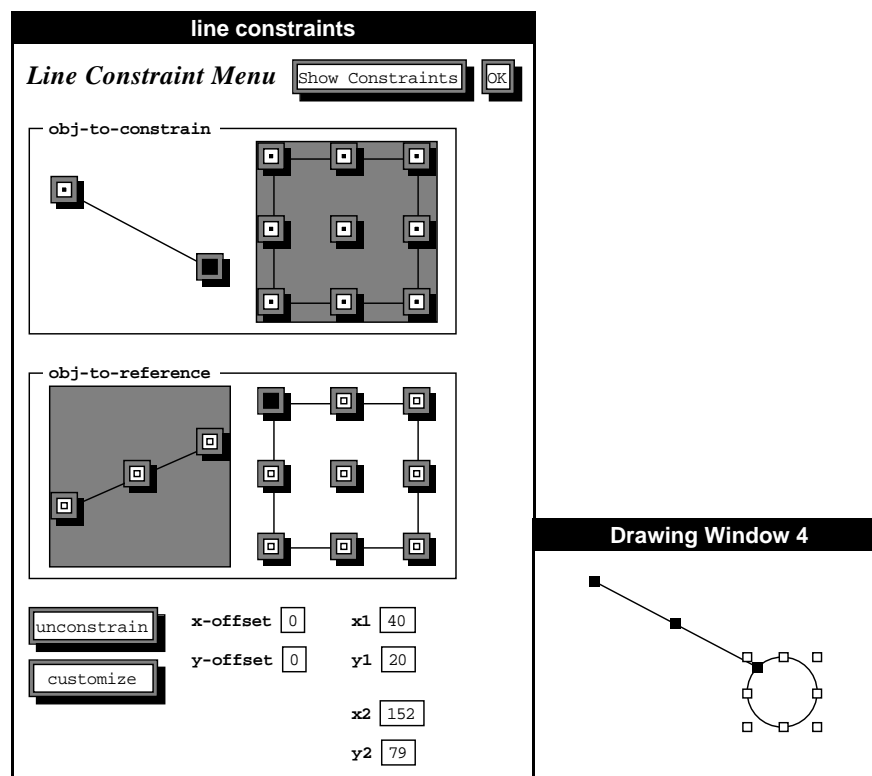 line constraints
Line Constraint Menu Show Constraints OK
obj-to-constrain
obj-to-reference
Drawing Window 4
unconstrain x-offset 0 x1 40
customize y-offset 0 y1 20
x2 152
y2 79